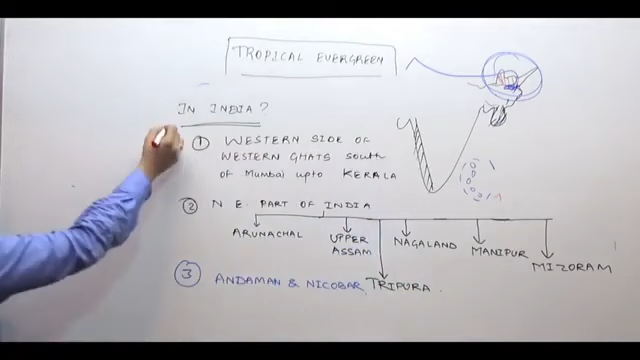 TROPICAL EVERGREEN
IN INDIA?
① WESTERN SIDE OF
WESTERN GHATS SOUTH
OF MUMBAI UPTO KERALA
② N E. PART OF INDIA
ARUNACHAL
UPPER
ASSAM
NAGALAND
MANIPUR
MIZORAM
③ ANDAMAN & NICOBAR
TRIPURA